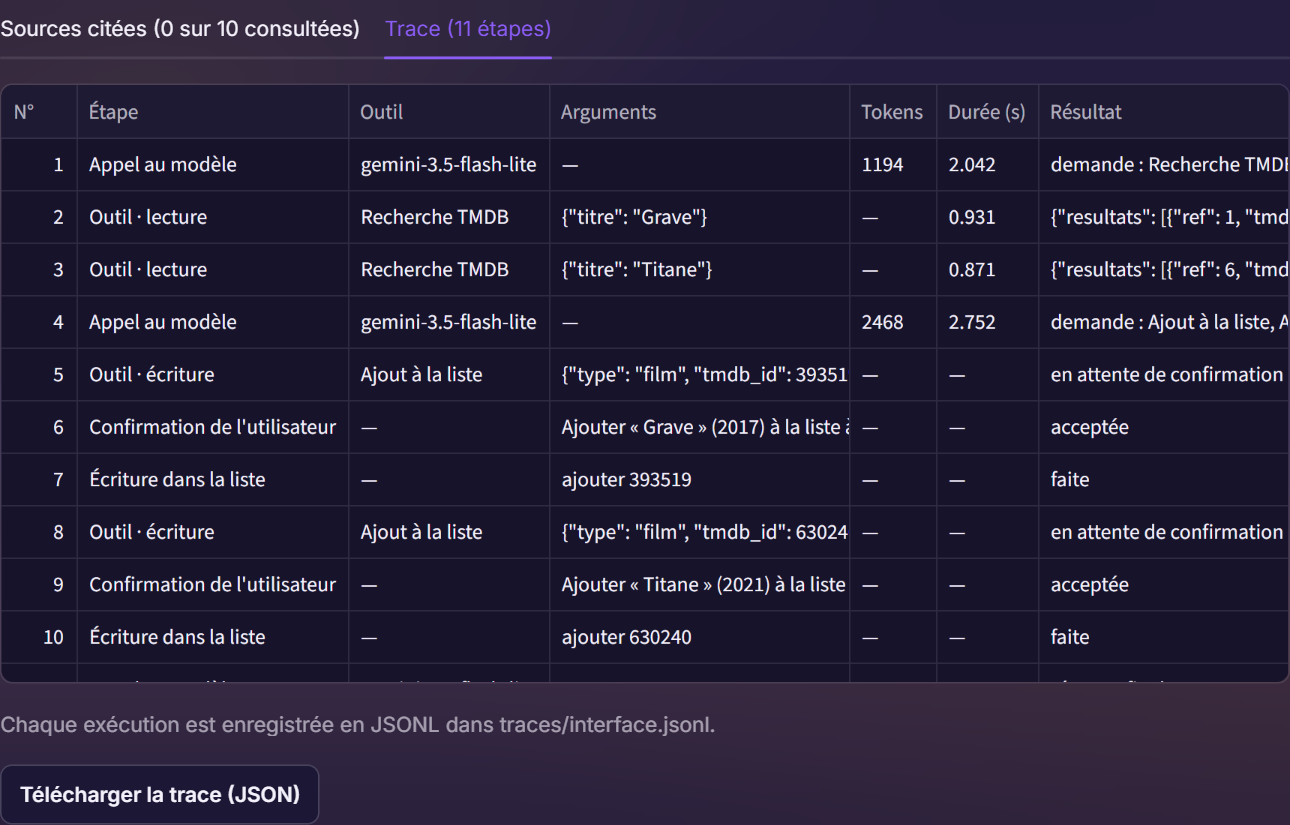 Sources citées (0 sur 10 consultées) Trace (11 étapes)
N° Étape Outil Arguments Tokens Durée (s) Résultat
1 Appel au modèle gemini-3.5-flash-lite — 1194 2.042 demande : Recherche TMDB
2 Outil · lecture Recherche TMDB {"titre": "Grave"} — 0.931 {"resultats": [{"ref": 1, "tmd
3 Outil · lecture Recherche TMDB {"titre": "Titane"} — 0.871 {"resultats": [{"ref": 6, "tmd
4 Appel au modèle gemini-3.5-flash-lite — 2468 2.752 demande : Ajout à la liste, A
5 Outil · écriture Ajout à la liste {"type": "film", "tmdb_id": 39351 — — en attente de confirmation
6 Confirmation de l'utilisateur — Ajouter « Grave » (2017) à la liste à — — acceptée
7 Écriture dans la liste — ajouter 393519 — — faite
8 Outil · écriture Ajout à la liste {"type": "film", "tmdb_id": 63024 — — en attente de confirmation
9 Confirmation de l'utilisateur — Ajouter « Titane » (2021) à la liste — — acceptée
10 Écriture dans la liste — ajouter 630240 — — faite
Chaque exécution est enregistrée en JSONL dans traces/interface.jsonl.
Télécharger la trace (JSON)